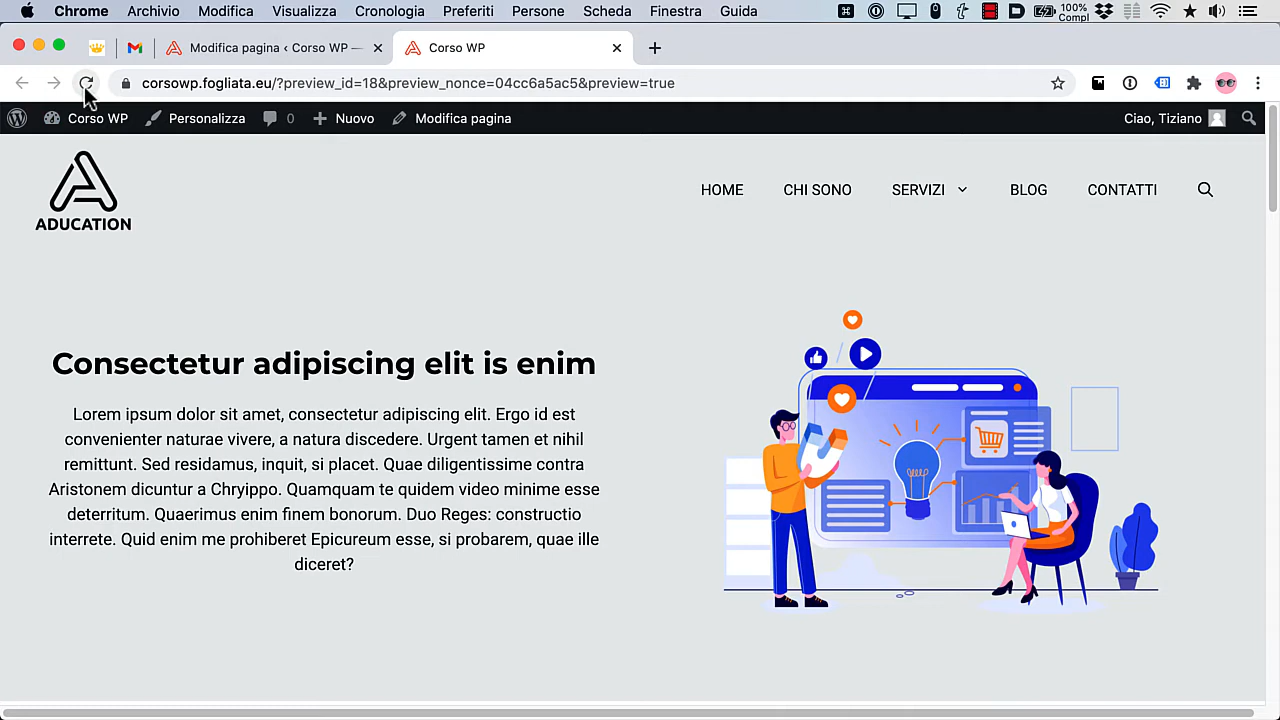 Chrome Archivio Modifica Visualizza Cronologia Preferiti Persone Scheda Finestra Guida 100% Compl
Modifica pagina ‹ Corso WP — Corso WP
corsowp.fogliata.eu/?preview_id=18&preview_nonce=04cc6a5ac5&preview=true
Corso WP Personalizza 0 Nuovo Modifica pagina Ciao, Tiziano
ADUCATION
HOME CHI SONO SERVIZI BLOG CONTATTI
Consectetur adipiscing elit is enim
Lorem ipsum dolor sit amet, consectetur adipiscing elit. Ergo id est
convenienter naturae vivere, a natura discedere. Urgent tamen et nihil
remittunt. Sed residamus, inquit, si placet. Quae diligentissime contra
Aristonem dicuntur a Chryippo. Quamquam te quidem video minime esse
deterritum. Quaerimus enim finem bonorum. Duo Reges: constructio
interrete. Quid enim me prohiberet Epicureum esse, si probarem, quae ille
diceret?